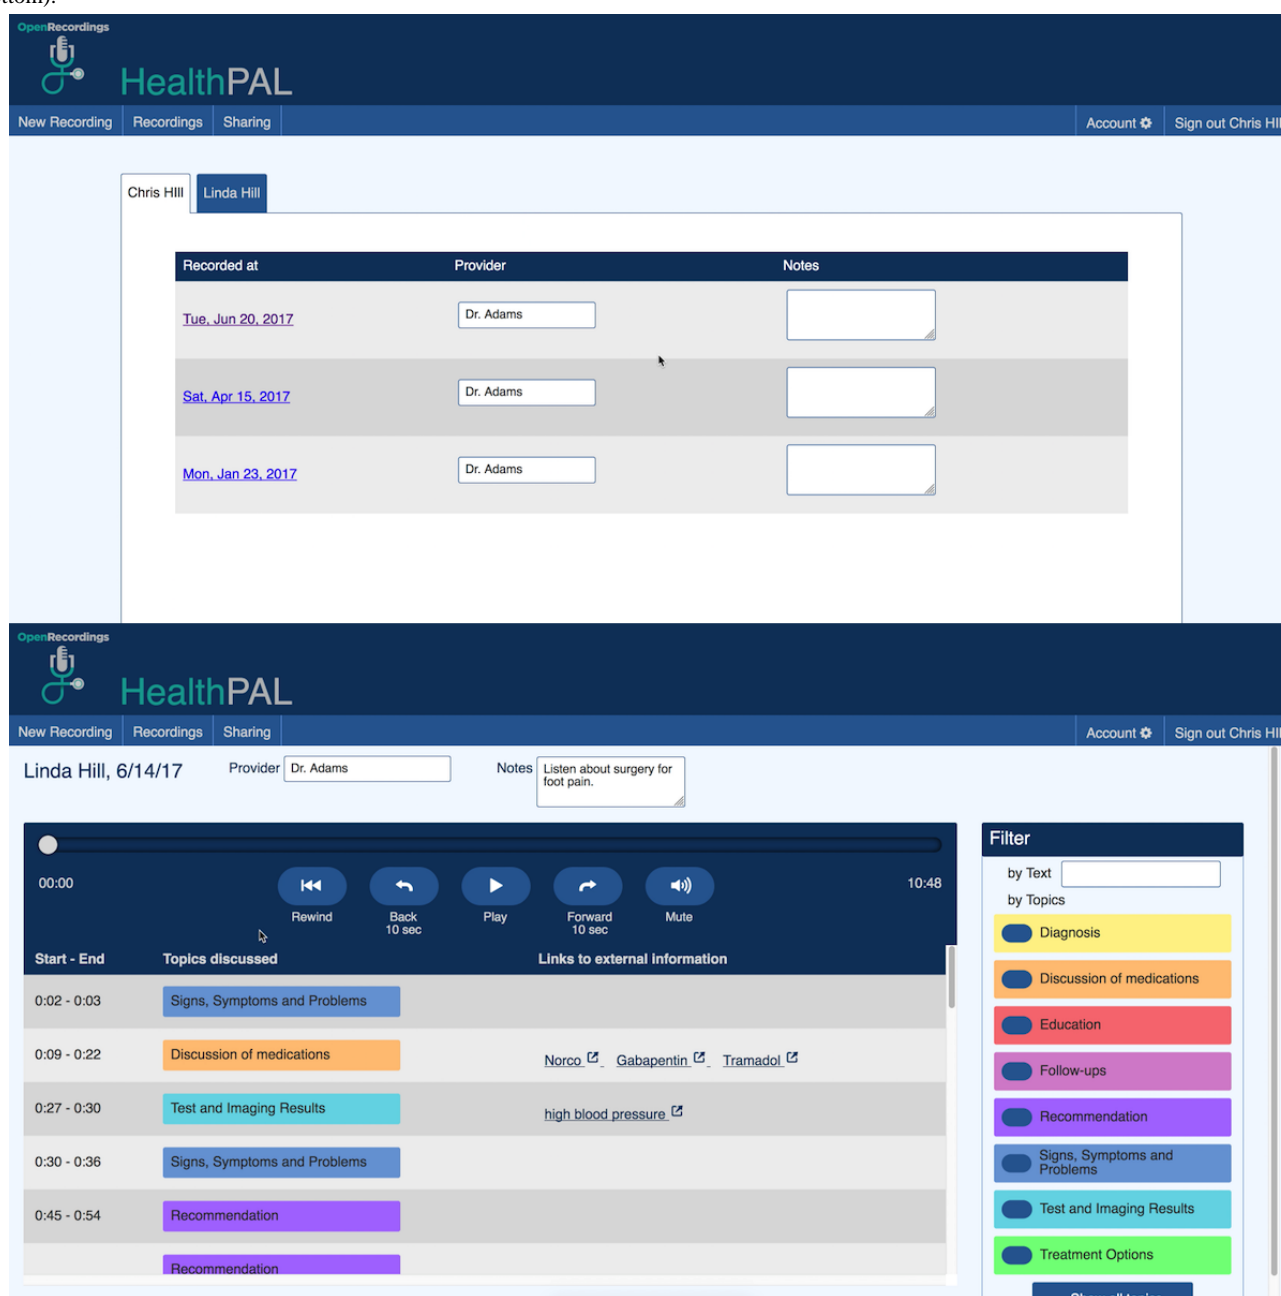 OpenRecordings
HealthPAL
New Recording Recordings Sharing Account Sign out Chris HIl
Chris HIll Linda Hill
Recorded at Provider Notes
Tue, Jun 20, 2017 Dr. Adams
Sat, Apr 15, 2017 Dr. Adams
Mon, Jan 23, 2017 Dr. Adams
OpenRecordings
HealthPAL
New Recording Recordings Sharing Account Sign out Chris HIl
Linda Hill, 6/14/17 Provider Dr. Adams Notes Listen about surgery for
foot pain.
Filter
by Text
by Topics
00:00 10:48
Rewind Back
10 sec Play Forward
10 sec Mute
Start - End Topics discussed Links to external information
0:02 - 0:03 Signs, Symptoms and Problems
0:09 - 0:22 Discussion of medications Norco Gabapentin Tramadol
0:27 - 0:30 Test and Imaging Results high blood pressure
0:30 - 0:36 Signs, Symptoms and Problems
0:45 - 0:54 Recommendation
Recommendation
Diagnosis
Discussion of medications
Education
Follow-ups
Recommendation
Signs, Symptoms and
Problems
Test and Imaging Results
Treatment Options